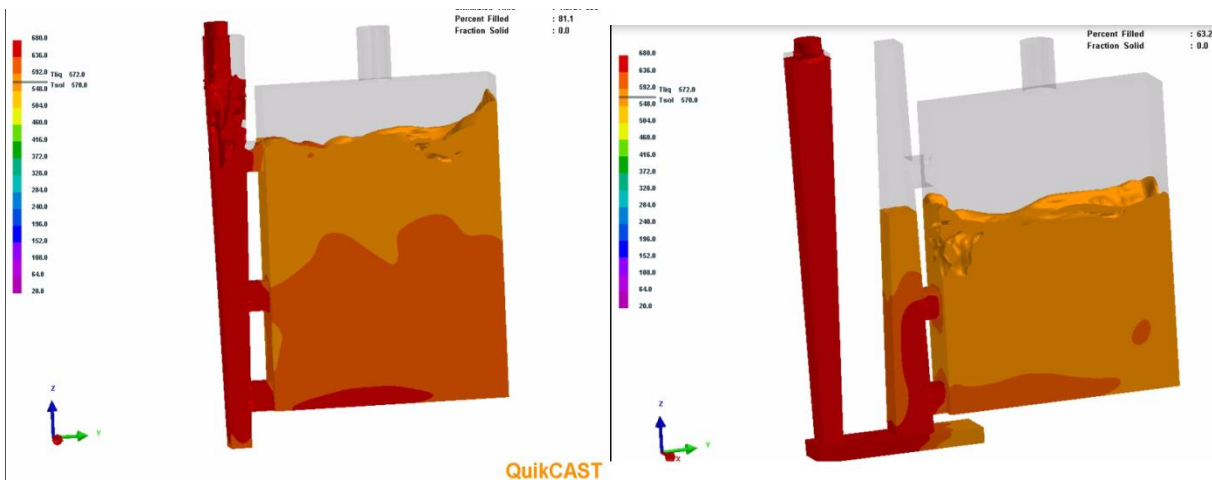 Percent Filled : 81.1
Fraction Solid : 0.0
680.0
636.0
592.0 Tliq 572.0
548.0 Tsol 570.0
504.0
460.0
416.0
372.0
328.0
284.0
240.0
196.0
152.0
108.0
64.0
20.0
Z
Y
QuikCAST
Percent Filled : 63.2
Fraction Solid : 0.0
680.0
636.0
592.0 Tliq 572.0
548.0 Tsol 570.0
504.0
460.0
416.0
372.0
328.0
284.0
240.0
196.0
152.0
108.0
64.0
20.0
Z
Y
X